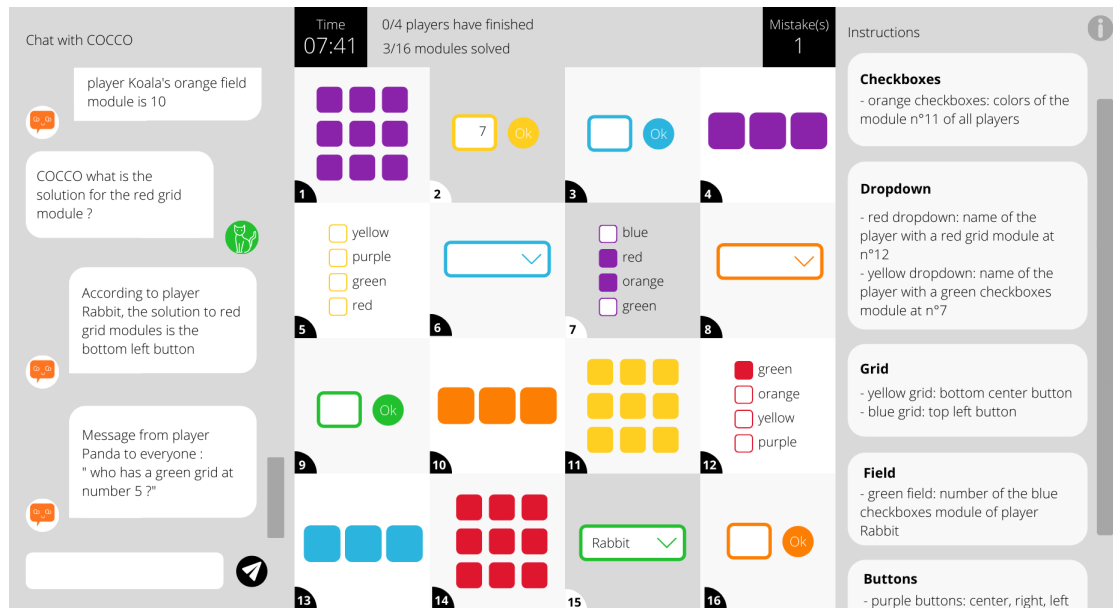 Chat with COCCO
player Koala's orange field
module is 10
COCCO what is the
solution for the red grid
module ?
According to player
Rabbit, the solution to red
grid modules is the
bottom left button
Message from player
Panda to everyone :
" who has a green grid at
number 5 ?"
Time
07:41
0/4 players have finished
3/16 modules solved
Mistake(s)
1
1
7
Ok
2
Ok
3
4
yellow
purple
green
red
5
6
blue
red
orange
green
7
8
Ok
9
10
11
green
orange
yellow
purple
12
13
14
Rabbit
15
Ok
16
Instructions
i
Checkboxes
- orange checkboxes: colors of the
module n°11 of all players
Dropdown
- red dropdown: name of the
player with a red grid module at
n°12
- yellow dropdown: name of the
player with a green checkboxes
module at n°7
Grid
- yellow grid: bottom center button
- blue grid: top left button
Field
- green field: number of the blue
checkboxes module of player
Rabbit
Buttons
- purple buttons: center, right, left